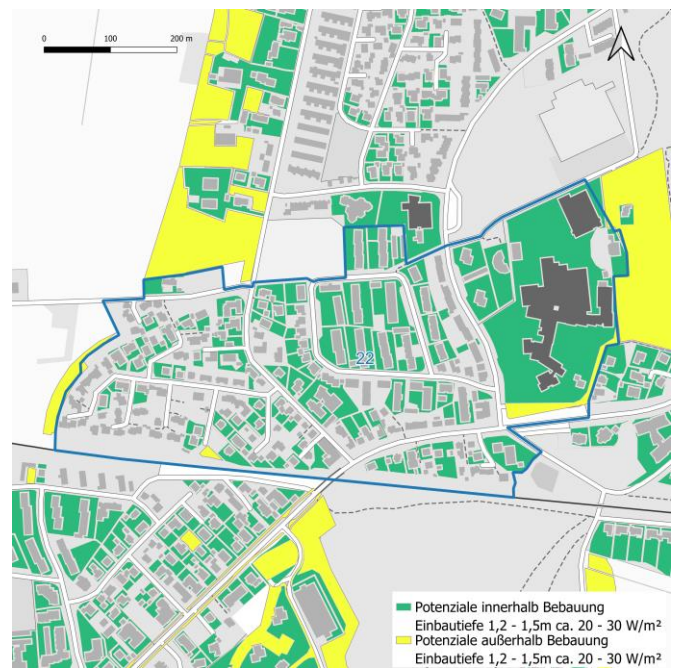 0 100 200 m
22
Potenziale innerhalb Bebauung
Einbautiefe 1,2 - 1,5m ca. 20 - 30 W/m²
Potenziale außerhalb Bebauung
Einbautiefe 1,2 - 1,5m ca. 20 - 30 W/m²